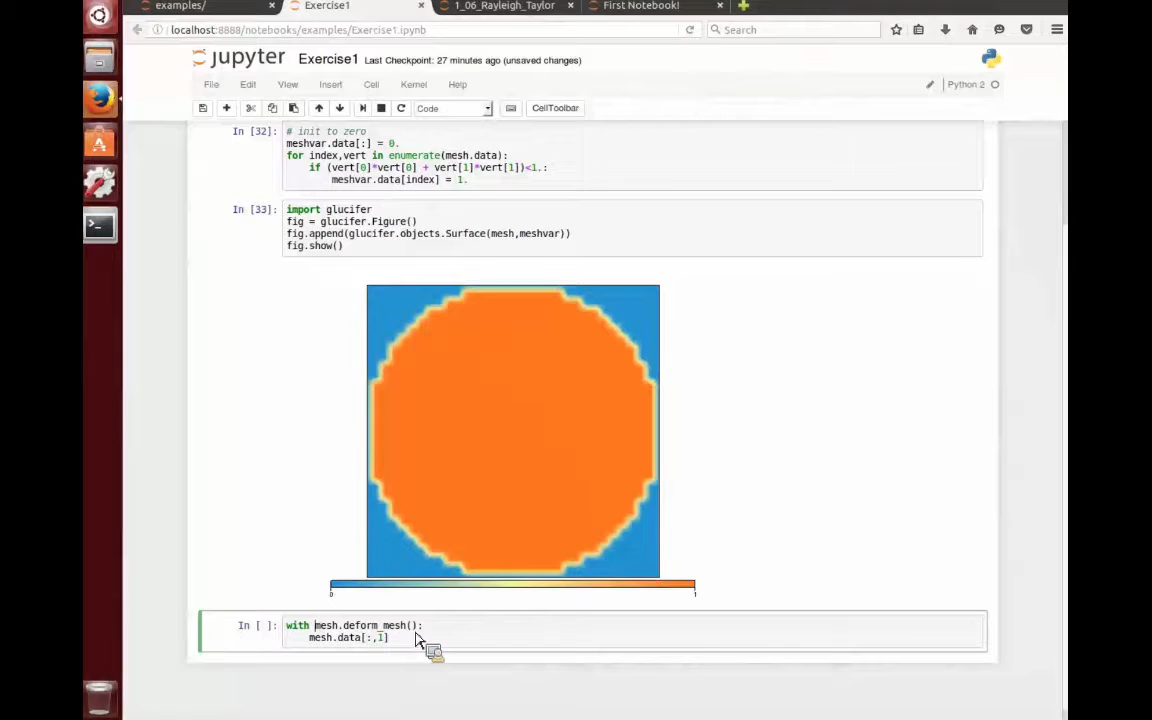 examples/ Exercise1 1_06_Rayleigh_Taylor First Notebook!
localhost:8888/notebooks/examples/Exercise1.ipynb Search
jupyter Exercise1 Last Checkpoint: 27 minutes ago (unsaved changes)
File Edit View Insert Cell Kernel Help Python 2
Code CellToolbar
In [32]: # init to zero
meshvar.data[:] = 0.
for index,vert in enumerate(mesh.data):
if (vert[0]*vert[0] + vert[1]*vert[1])<1.:
meshvar.data[index] = 1.
In [33]: import glucifer
fig = glucifer.Figure()
fig.append(glucifer.objects.Surface(mesh,meshvar))
fig.show()
0 1
In [ ]: with mesh.deform_mesh():
mesh.data[:,1]